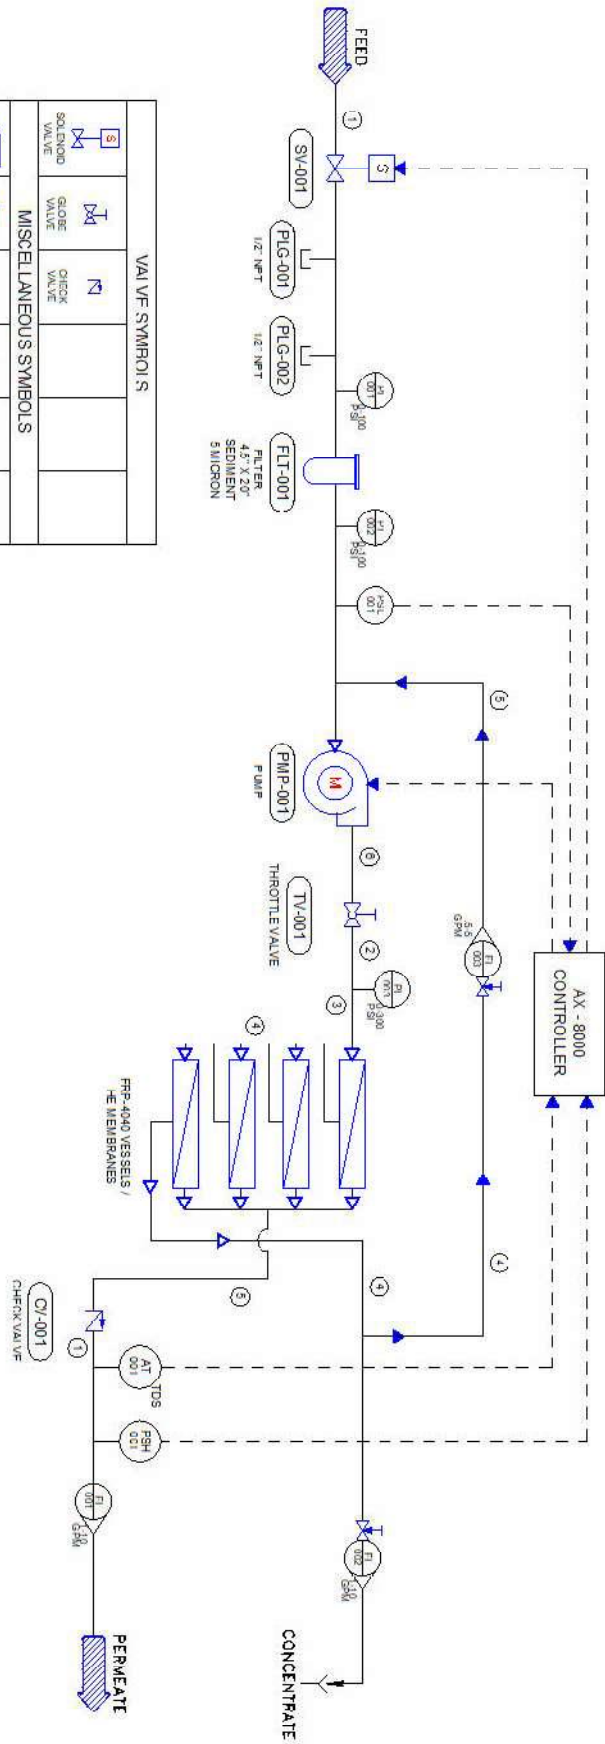 FEED
1
SV-001
S
PLG-001
1/2" NPT
PLG-002
1/2" NPT
PI
001
0-100
PSI
FLT-001
FILTER
4.5" X 20"
SEDIMENT
5 MICRON
PI
002
0-100
PSI
PSL
001
5
PMP-001
PUMP
M
6
TV-001
THROTTLE VALVE
2
PI
003
0-300
PSI
3
4
FRP-4040 VESSELS /
HE MEMBRANES
.5-5
GPM
FI
003
AX - 8000
CONTROLLER
4
4
5
CV-001
CHECK VALVE
1
AT
001
TDS
PSH
001
FI
001
1-10
GPM
PERMEATE
FI
002
1-10
GPM
CONCENTRATE
VALVE SYMBOLS
S
SOLENOID
VALVE
GLOBE
VALVE
CHECK
VALVE
MISCELLANEOUS SYMBOLS